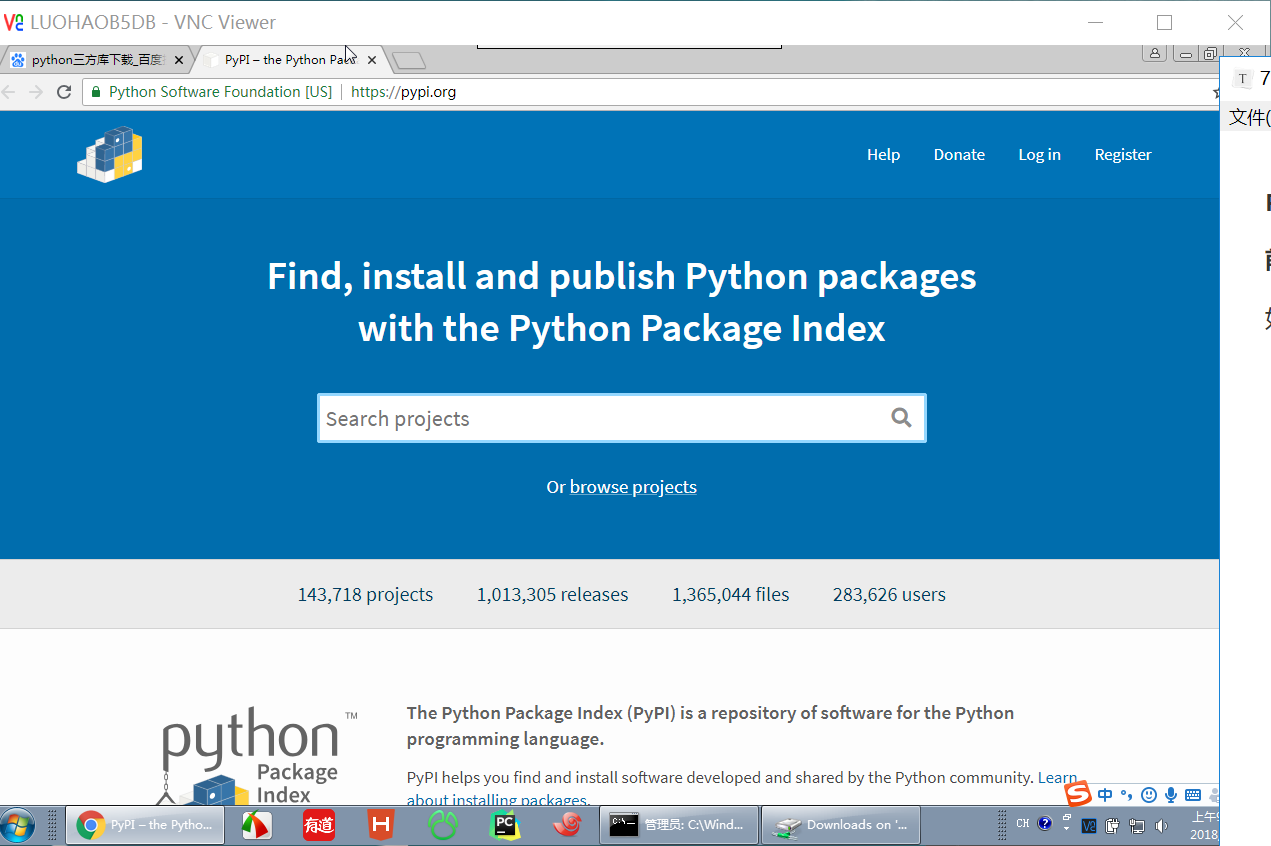 LUOHAOB5DB - VNC Viewer
python三方库下载_百度
PyPI – the Python Pack
Python Software Foundation [US]
https://pypi.org
T 7
文件(
Help
Donate
Log in
Register
Find, install and publish Python packages
with the Python Package Index
Search projects
Or browse projects
143,718 projects
1,013,305 releases
1,365,044 files
283,626 users
python™
Package
Index
The Python Package Index (PyPI) is a repository of software for the Python
programming language.
PyPI helps you find and install software developed and shared by the Python community. Learn
about installing packages.
中
PyPI – the Pytho...
有道
H
PC
C:\
管理员: C:\Wind...
Downloads on '...
CH
上午
2018